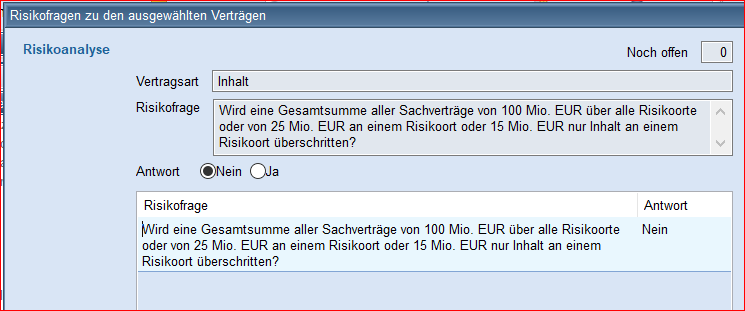 Risikofragen zu den ausgewählten Verträgen
Risikoanalyse
Noch offen 0
Vertragsart Inhalt
Risikofrage Wird eine Gesamtsumme aller Sachverträge von 100 Mio. EUR über alle Risikoorte
oder von 25 Mio. EUR an einem Risikoort oder 15 Mio. EUR nur Inhalt an einem
Risikoort überschritten?
Antwort Nein Ja
Risikofrage Antwort
Wird eine Gesamtsumme aller Sachverträge von 100 Mio. EUR über alle Risikoorte Nein
oder von 25 Mio. EUR an einem Risikoort oder 15 Mio. EUR nur Inhalt an einem
Risikoort überschritten?